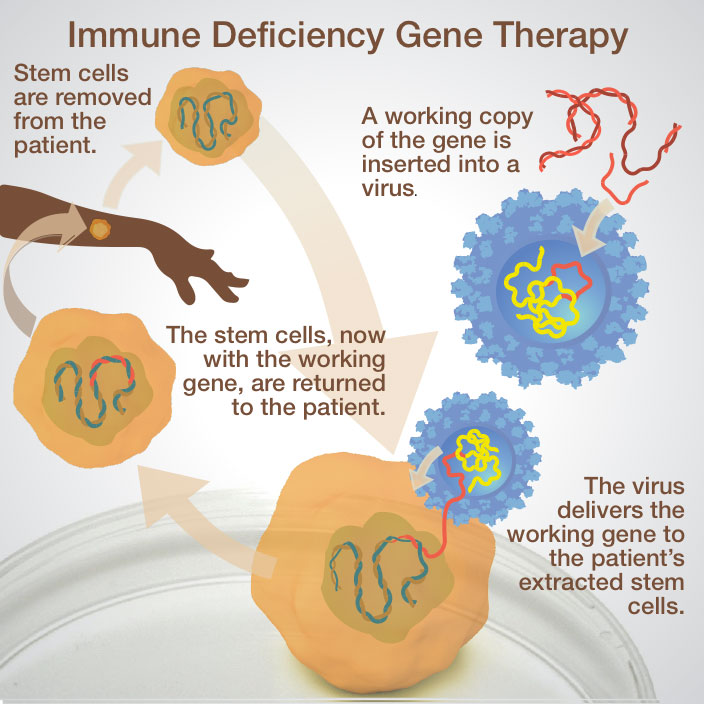 Immune Deficiency Gene Therapy
Stem cells
are removed
from the
patient.
A working copy
of the gene is
inserted into a
virus.
The stem cells, now
with the working
gene, are returned
to the patient.
The virus
delivers the
working gene to
the patient’s
extracted stem
cells.